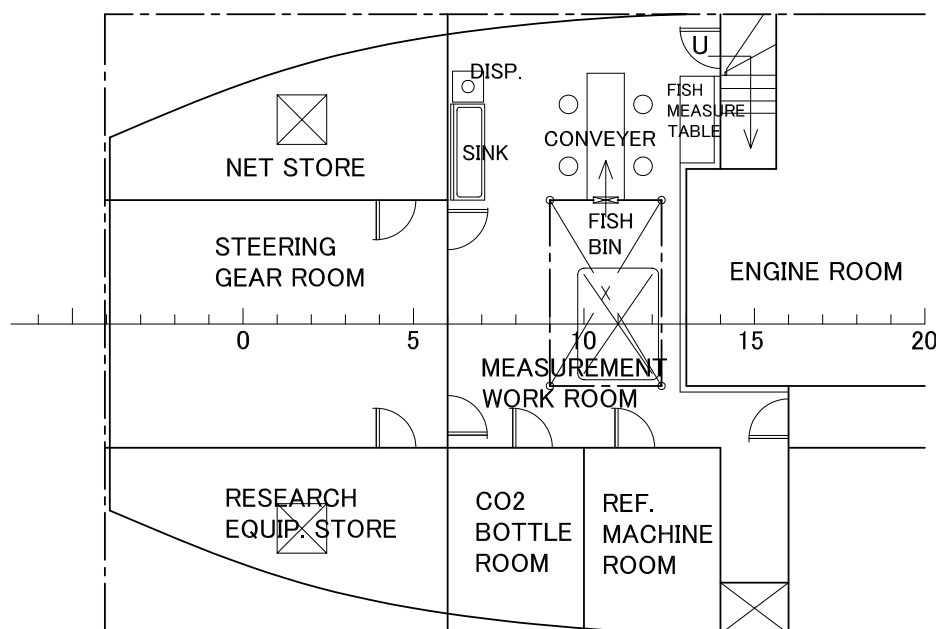 U
DISP.
FISH
MEASURE
TABLE
CONVEYER
SINK
NET STORE
FISH
BIN
STEERING
GEAR ROOM
ENGINE ROOM
0
5
10
15
20
MEASUREMENT
WORK ROOM
RESEARCH
EQUIP. STORE
CO2
BOTTLE
ROOM
REF.
MACHINE
ROOM